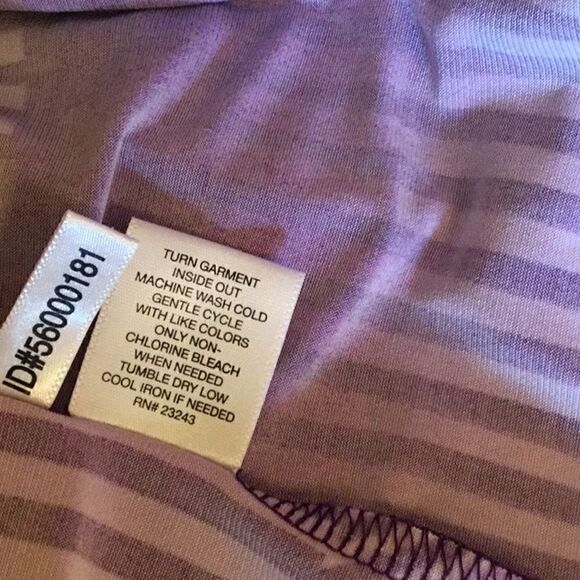 ID#56000181
TURN GARMENT
INSIDE OUT
MACHINE WASH COLD
GENTLE CYCLE
WITH LIKE COLORS
ONLY NON-
CHLORINE BLEACH
WHEN NEEDED
TUMBLE DRY LOW
COOL IRON IF NEEDED
RN# 23243